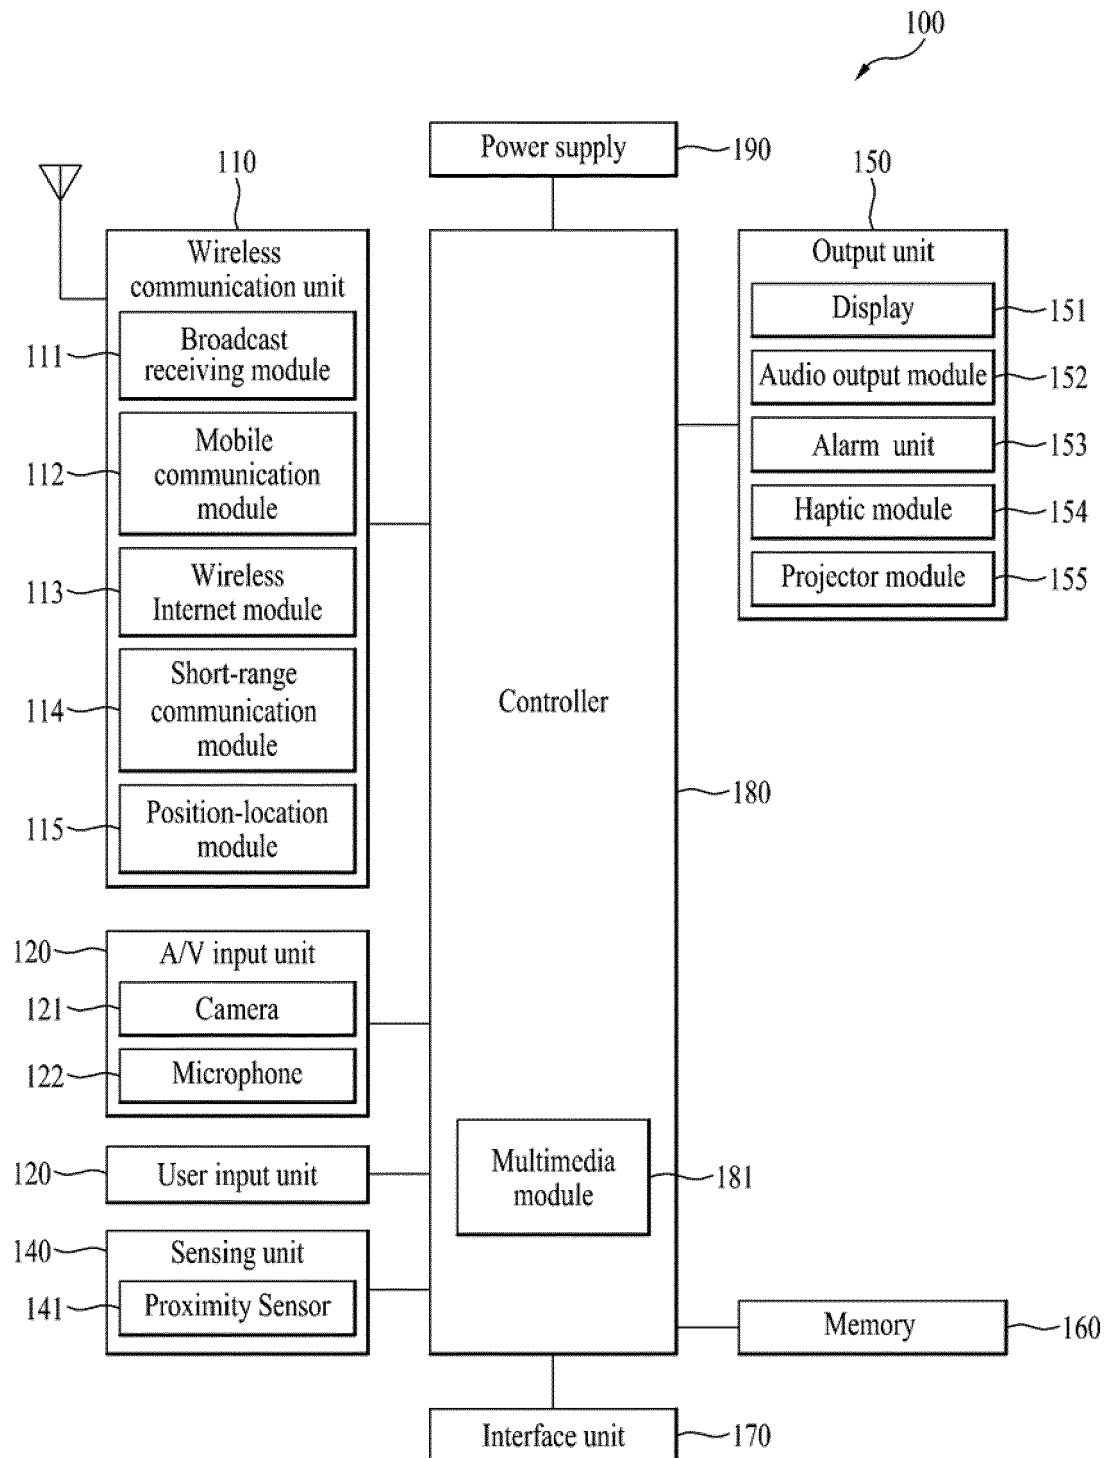 100
Power supply
190
110
150
Wireless
communication unit
Output unit
111
Broadcast
receiving module
Display
151
Audio output module
152
112
Mobile
communication
module
Alarm unit
153
Haptic module
154
113
Wireless
Internet module
Projector module
155
114
Short-range
communication
module
Controller
180
115
Position-location
module
120
A/V input unit
121
Camera
122
Microphone
120
User input unit
Multimedia
module
181
140
Sensing unit
141
Proximity Sensor
Memory
160
Interface unit
170